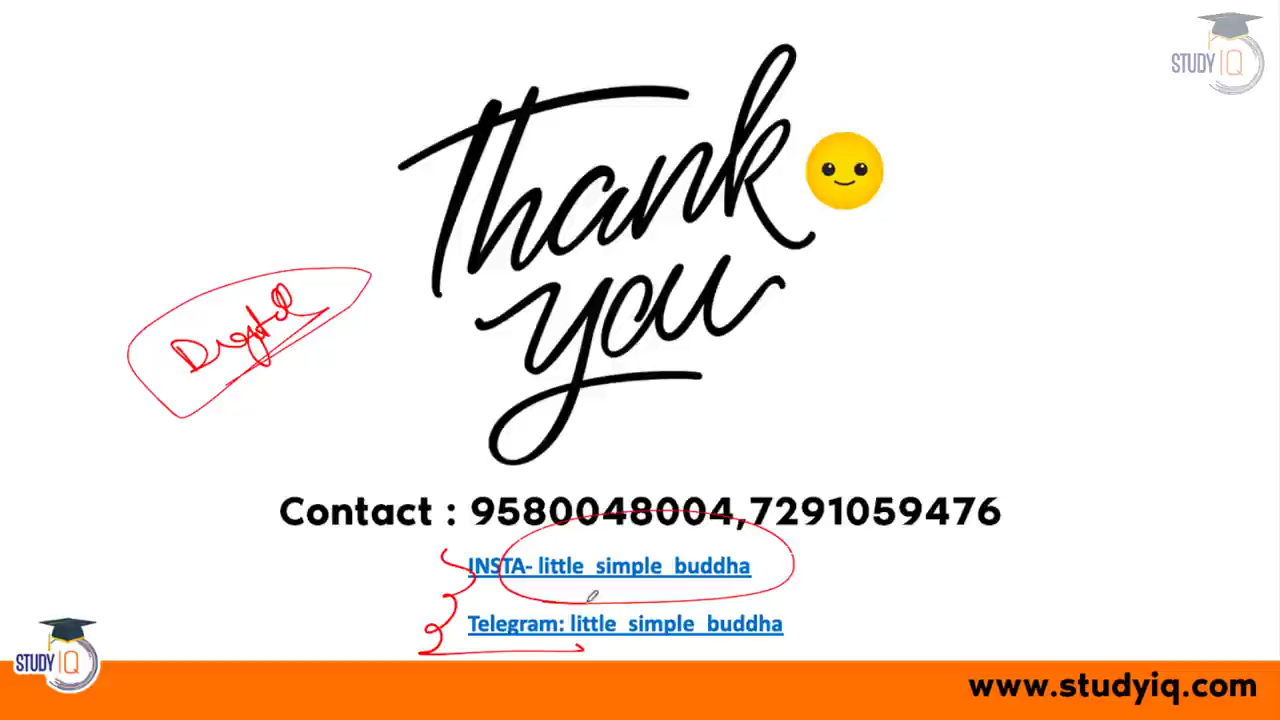 STUDY IQ
Thank
you
Digital
Contact : 9580048004,7291059476
INSTA- little_simple_buddha
Telegram: little_simple_buddha
STUDY IQ
www.studyiq.com